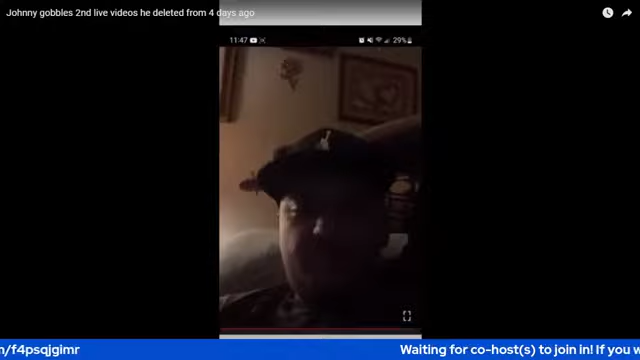 Johnny gobbles 2nd live videos he deleted from 4 days ago
11:47
29%
n/f4psqjgimr
Waiting for co-host(s) to join in! If you w